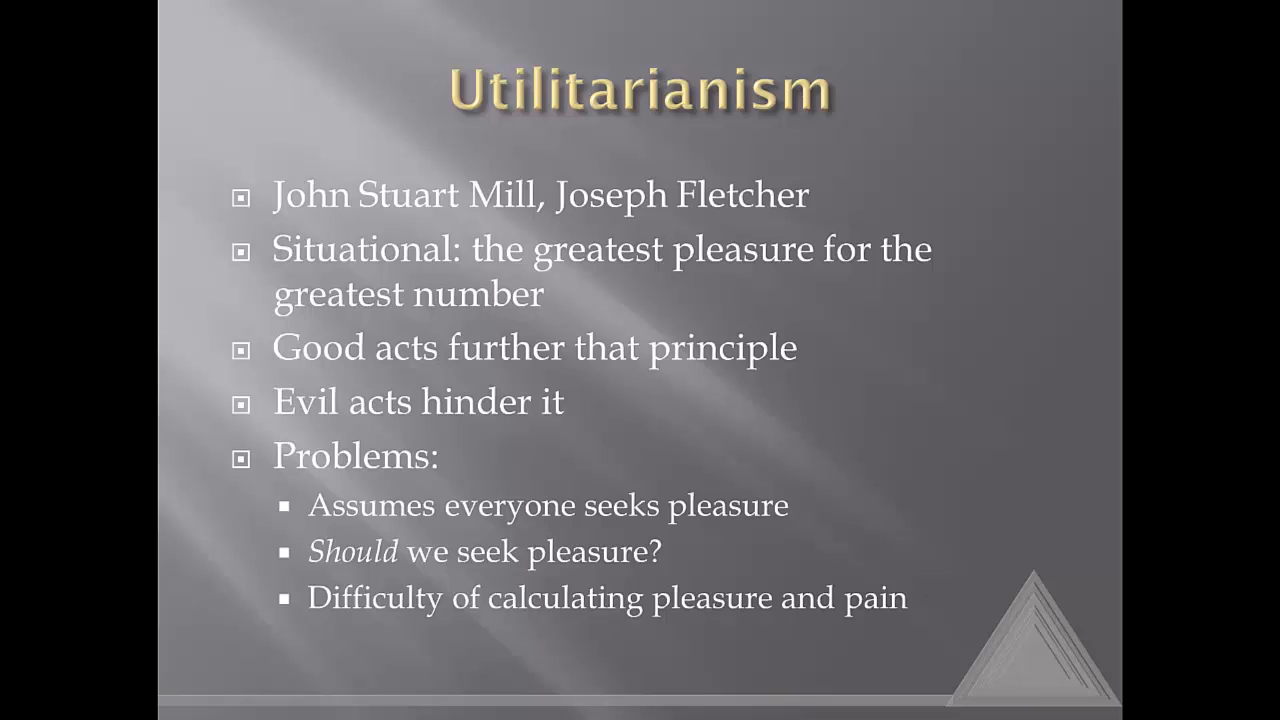 Utilitarianism
John Stuart Mill, Joseph Fletcher
Situational: the greatest pleasure for the
greatest number
Good acts further that principle
Evil acts hinder it
Problems:
Assumes everyone seeks pleasure
Should we seek pleasure?
Difficulty of calculating pleasure and pain